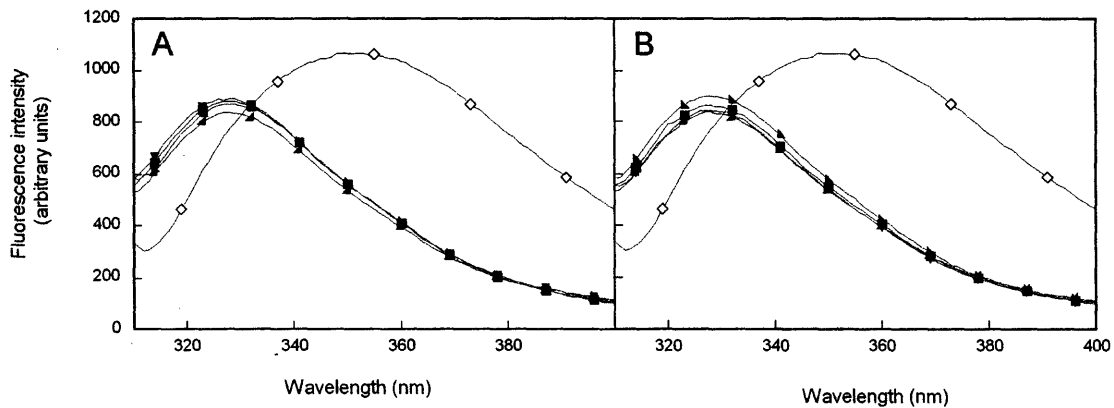 A
B
1200
1000
800
600
400
200
0
Fluorescence intensity
(arbitrary units)
320
340
360
380
320
340
360
380
400
Wavelength (nm)
Wavelength (nm)